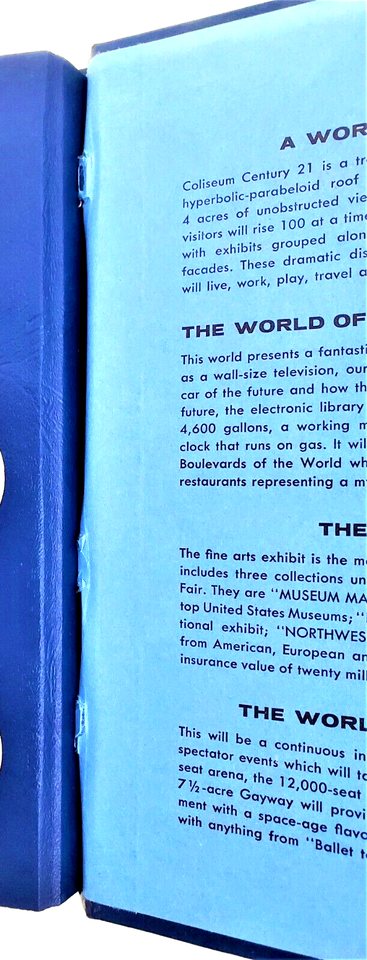 A WOR
Coliseum Century 21 is a tr
hyperbolic-parabeloid roof
4 acres of unobstructed vie
visitors will rise 100 at a time
with exhibits grouped alon
facades. These dramatic dis
will live, work, play, travel a
THE WORLD OF
This world presents a fantasti
as a wall-size television, our
car of the future and how th
future, the electronic library
4,600 gallons, a working m
clock that runs on gas. It wil
Boulevards of the World wh
restaurants representing a m
THE
The fine arts exhibit is the mo
includes three collections un
Fair. They are "MUSEUM MA
top United States Museums; "
tional exhibit; "NORTHWES
from American, European an
insurance value of twenty mill
THE WORL
This will be a continuous in
spectator events which will ta
seat arena, the 12,000-seat
7½-acre Gayway will provi
ment with a space-age flavo
with anything from "Ballet t